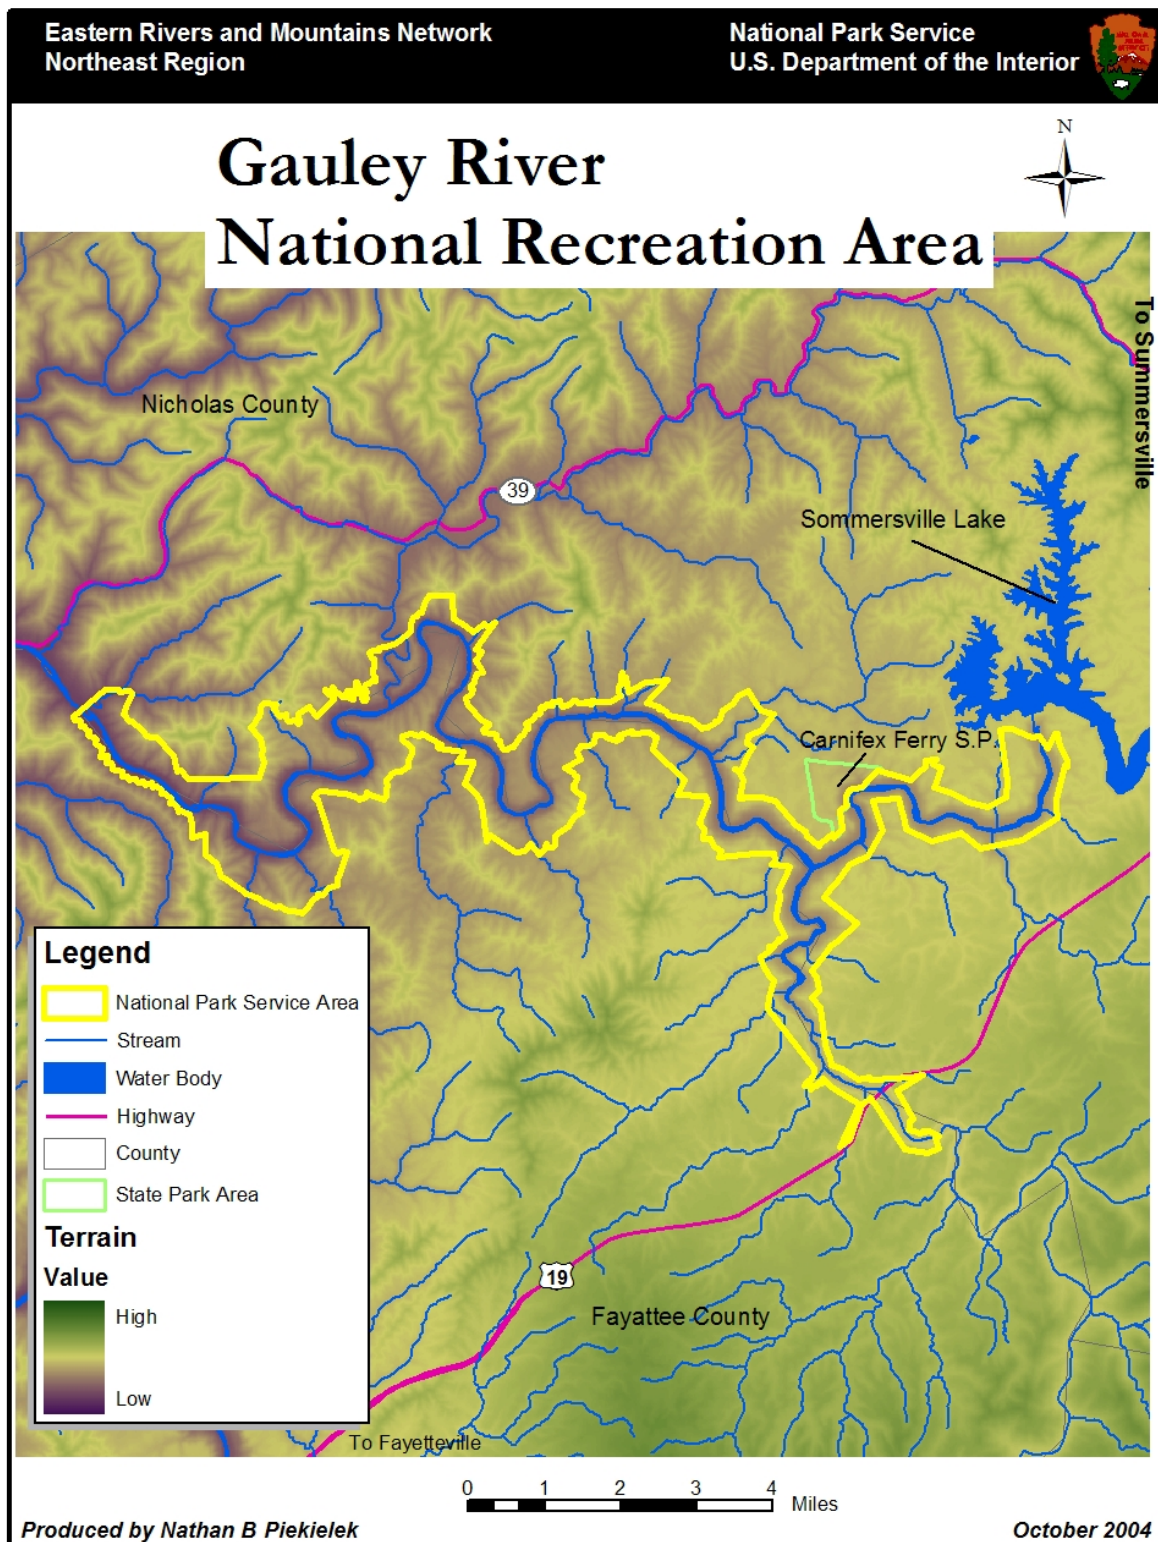 Eastern Rivers and Mountains Network
Northeast Region
National Park Service
U.S. Department of the Interior
N
Gauley River
National Recreation Area
To Summersville
Nicholas County
39
Sommersville Lake
Carnifex Ferry S.P.
Legend
National Park Service Area
Stream
Water Body
Highway
County
State Park Area
Terrain
Value
High
Low
19
Fayattee County
To Fayetteville
0 1 2 3 4
Miles
Produced by Nathan B Piekielek
October 2004